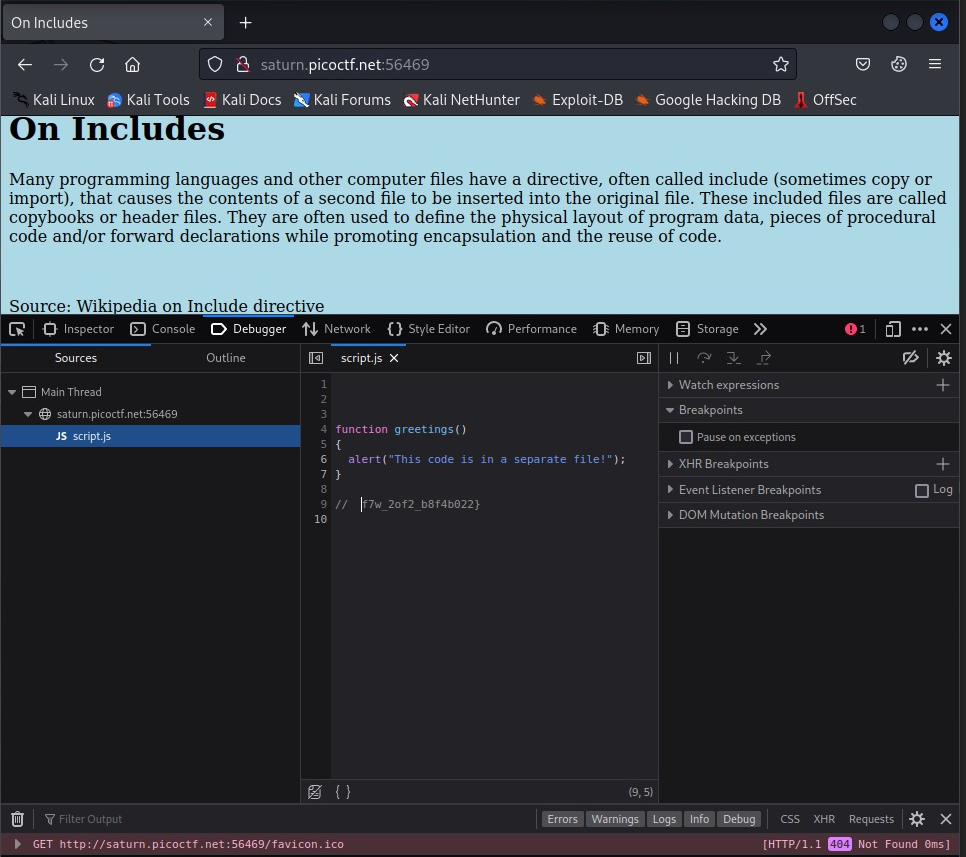 On Includes
saturn.picoctf.net:56469
Kali Linux Kali Tools Kali Docs Kali Forums Kali NetHunter Exploit-DB Google Hacking DB OffSec
On Includes
Many programming languages and other computer files have a directive, often called include (sometimes copy or
import), that causes the contents of a second file to be inserted into the original file. These included files are called
copybooks or header files. They are often used to define the physical layout of program data, pieces of procedural
code and/or forward declarations while promoting encapsulation and the reuse of code.
Source: Wikipedia on Include directive
Inspector Console Debugger Network Style Editor Performance Memory Storage 1
Sources Outline script.js
Main Thread
saturn.picoctf.net:56469
JS script.js
1
2
3
4 function greetings()
5 {
6   alert("This code is in a separate file!");
7 }
8
9 //  f7w_2of2_b8f4b022}
10
{ } (9, 5)
Watch expressions
Breakpoints
Pause on exceptions
XHR Breakpoints
Event Listener Breakpoints Log
DOM Mutation Breakpoints
Filter Output Errors Warnings Logs Info Debug CSS XHR Requests
GET http://saturn.picoctf.net:56469/favicon.ico [HTTP/1.1 404 Not Found 0ms]